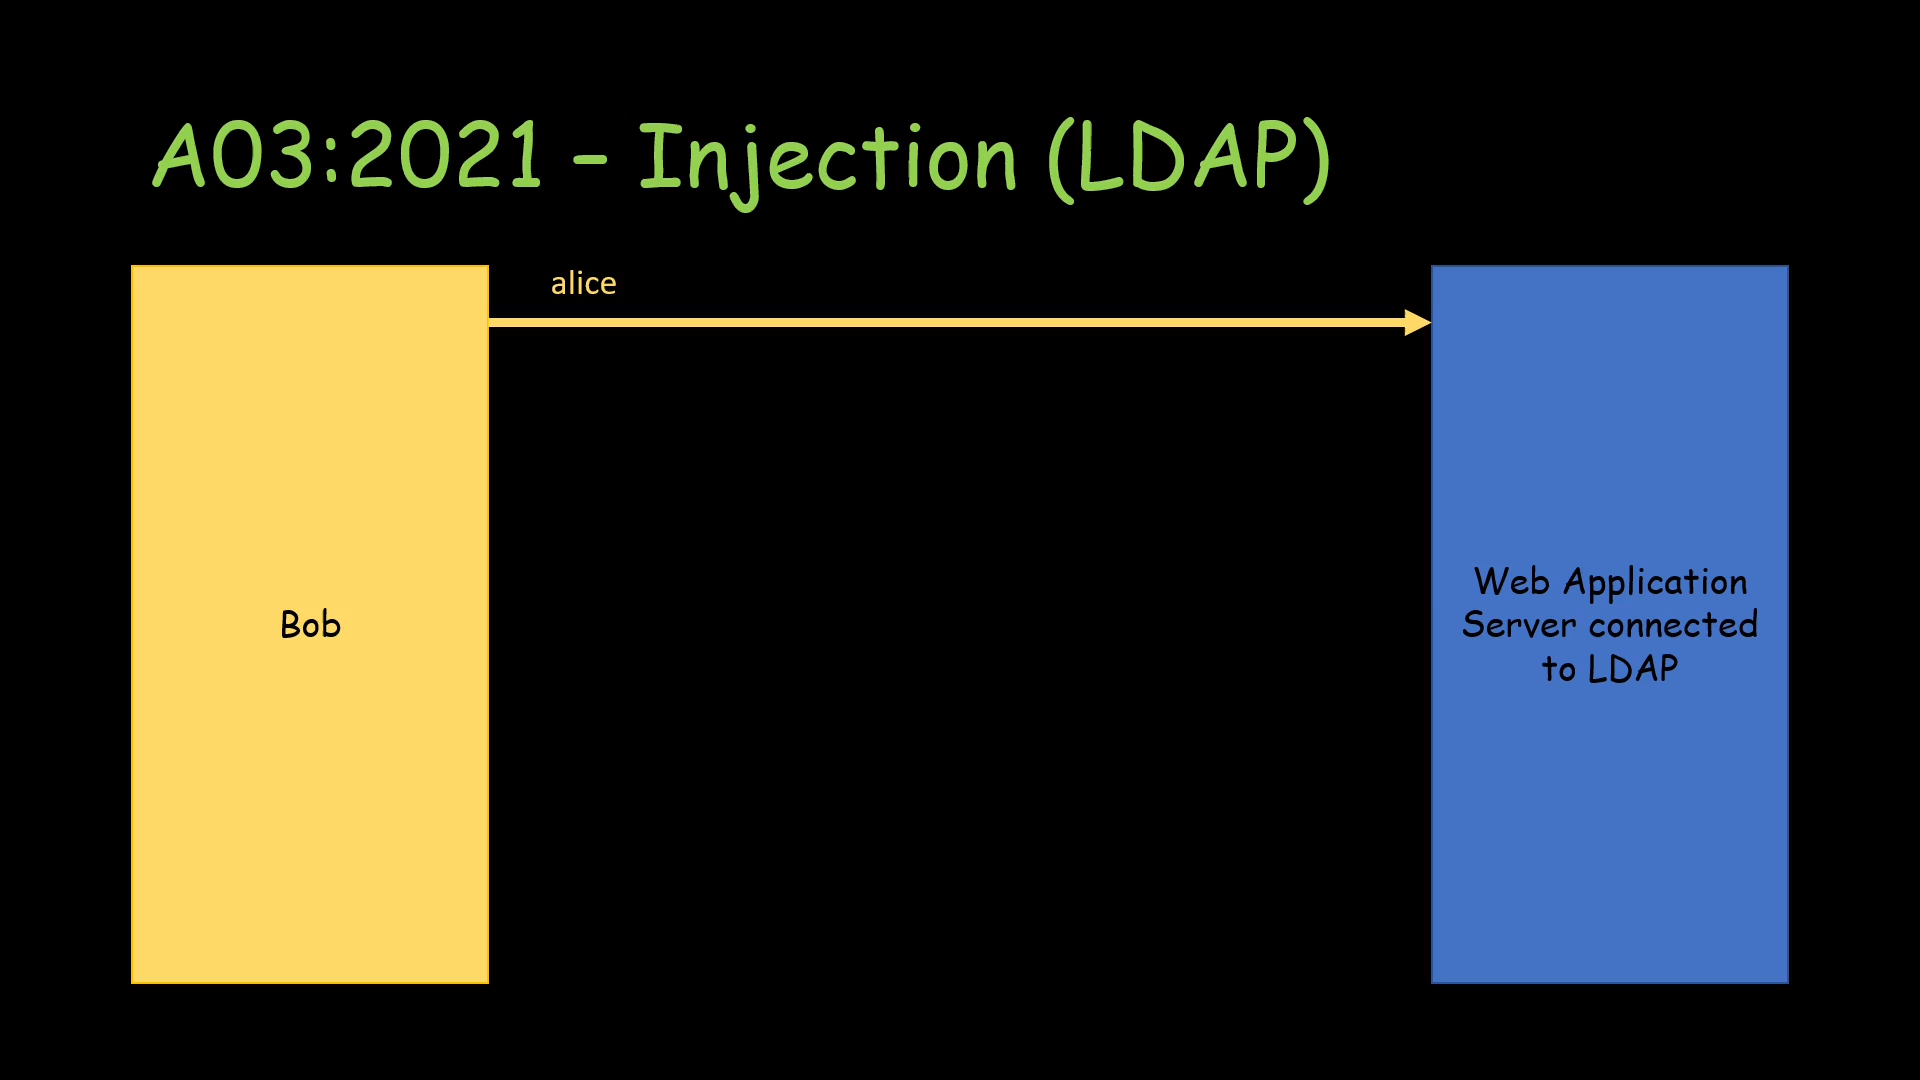 A03:2021 – Injection (LDAP)
alice
Bob
Web Application
Server connected
to LDAP